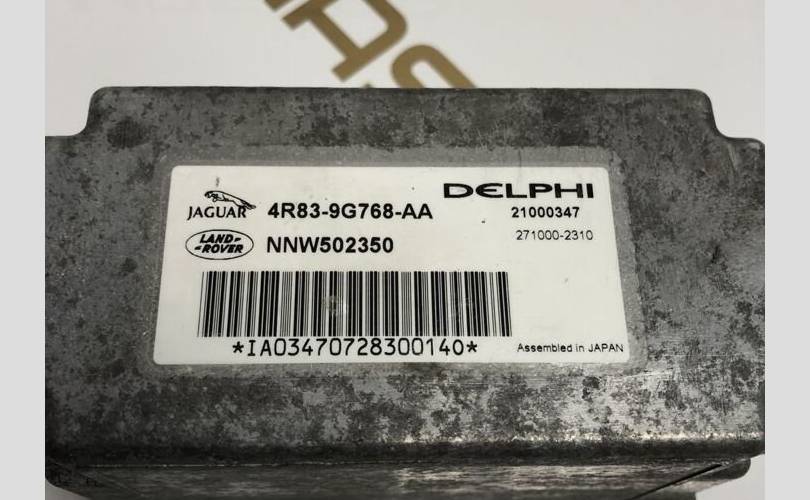 JAGUAR 4R83-9G768-AA
LAND-ROVER NNW502350
DELPHI
21000347
271000-2310
*IA03470728300140*
Assembled in JAPAN